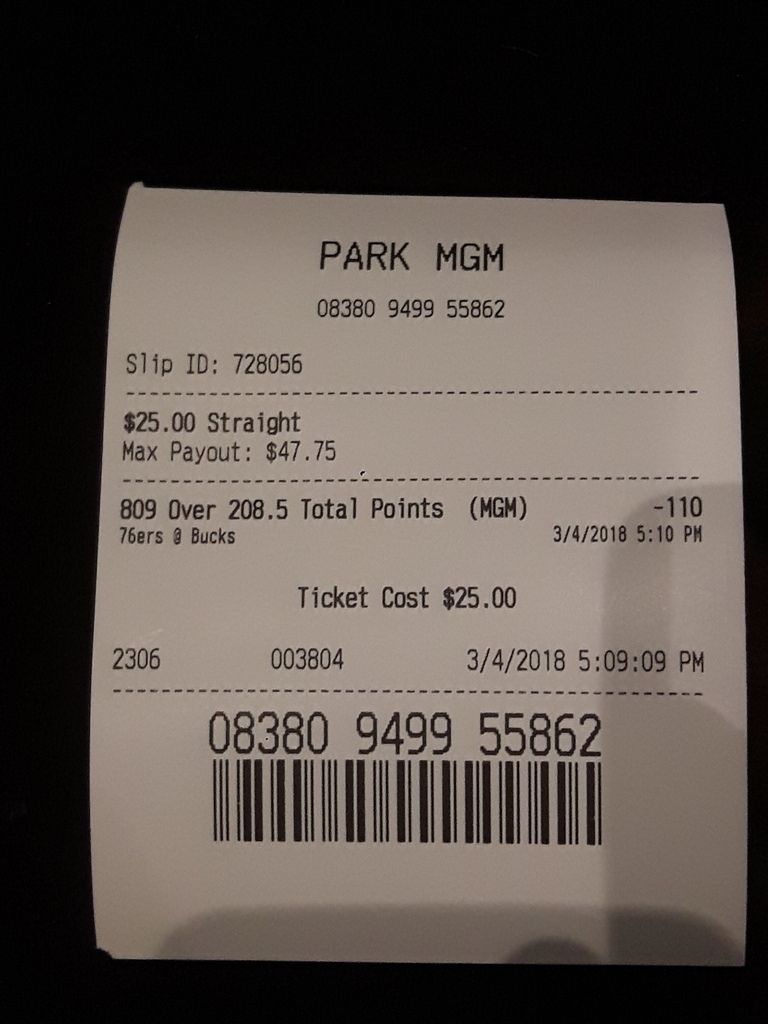 PARK MGM
08380 9499 55862
Slip ID: 728056
$25.00 Straight
Max Payout: $47.75
809 Over 208.5 Total Points (MGM) -110
76ers @ Bucks 3/4/2018 5:10 PM
Ticket Cost $25.00
2306 003804 3/4/2018 5:09:09 PM
08380 9499 55862